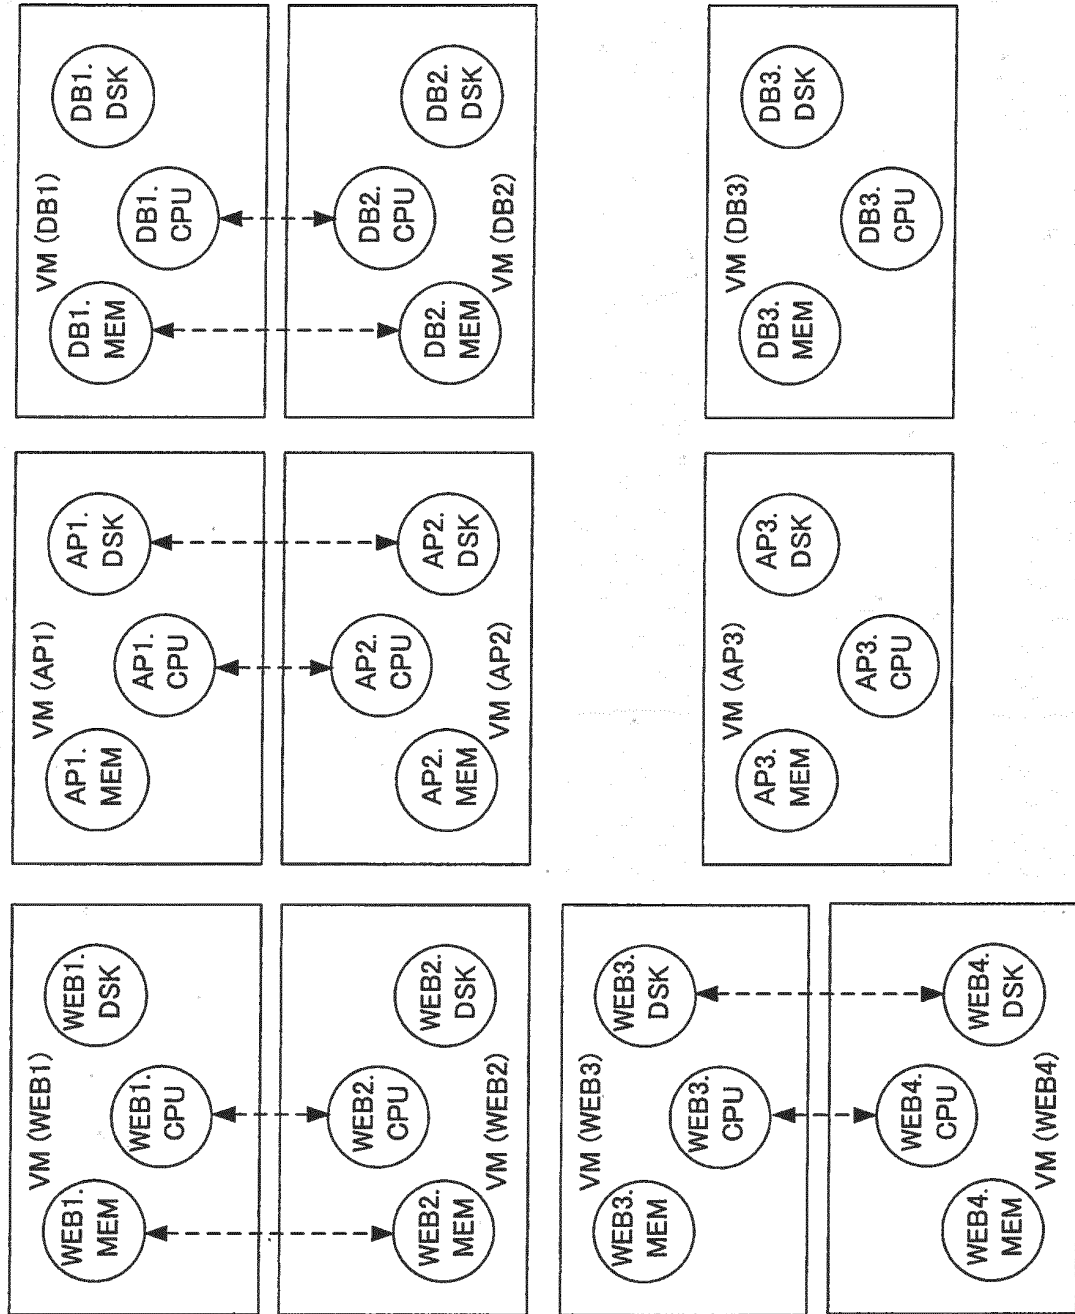 VM (WEB1)
WEB1.
MEM
WEB1.
CPU
WEB1.
DSK
WEB2.
MEM
WEB2.
CPU
WEB2.
DSK
VM (WEB2)
VM (WEB3)
WEB3.
MEM
WEB3.
CPU
WEB3.
DSK
WEB4.
MEM
WEB4.
CPU
WEB4.
DSK
VM (WEB4)
VM (AP1)
AP1.
MEM
AP1.
CPU
AP1.
DSK
AP2.
MEM
AP2.
CPU
AP2.
DSK
VM (AP2)
VM (AP3)
AP3.
MEM
AP3.
CPU
AP3.
DSK
VM (DB1)
DB1.
MEM
DB1.
CPU
DB1.
DSK
DB2.
MEM
DB2.
CPU
DB2.
DSK
VM (DB2)
VM (DB3)
DB3.
MEM
DB3.
CPU
DB3.
DSK